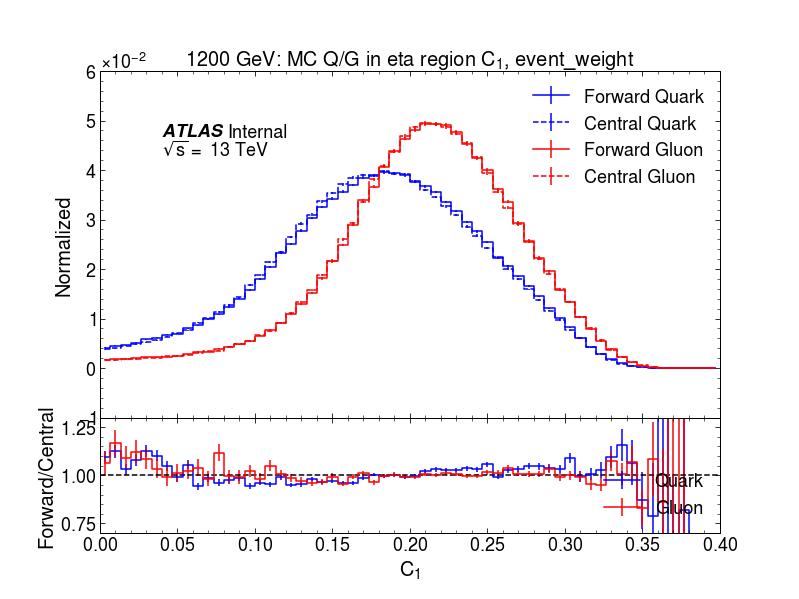 ×10⁻² 1200 GeV: MC Q/G in eta region C₁, event_weight
6
5
4
3
2
1
0
−1
Normalized
ATLAS Internal
√s = 13 TeV
Forward Quark
Central Quark
Forward Gluon
Central Gluon
1.25
1.00
0.75
Forward/Central
Quark
Gluon
0.00 0.05 0.10 0.15 0.20 0.25 0.30 0.35 0.40
C₁